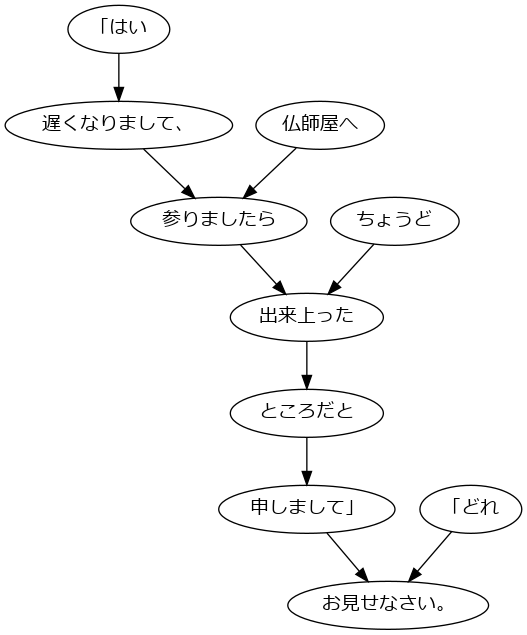 「はい
遅くなりまして、
仏師屋へ
参りましたら
ちょうど
出来上った
ところだと
申しまして」
「どれ
お見せなさい。